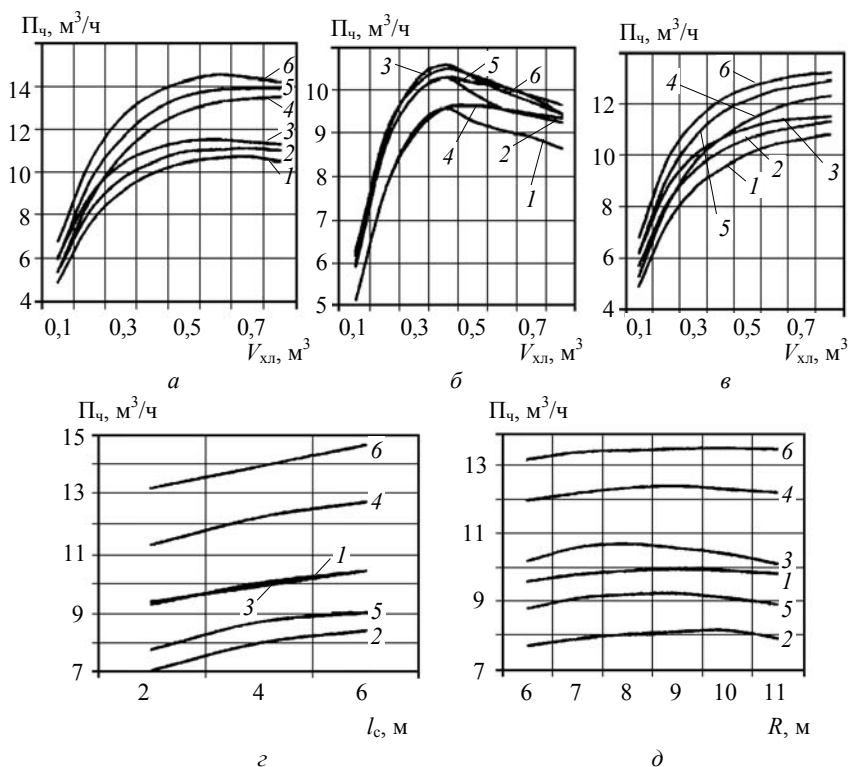 Пч, м³/ч Пч, м³/ч Пч, м³/ч
14 12 10 8 6 4
6 5 4 3 2 1
0,1 0,3 0,5 0,7
Vхл, м³
а
10 9 8 7 6 5
3 5 6 4 2 1
0,1 0,3 0,5 0,7
Vхл, м³
б
12 10 8 6 4
4 6 5 1 2 3
0,1 0,3 0,5 0,7
Vхл, м³
в
Пч, м³/ч
15 13 11 9 7
6 4 1 3 5 2
2 4 6
lс, м
г
Пч, м³/ч
13 12 10 9 7
6 4 3 1 5 2
6 7 8 9 10 11
R, м
д